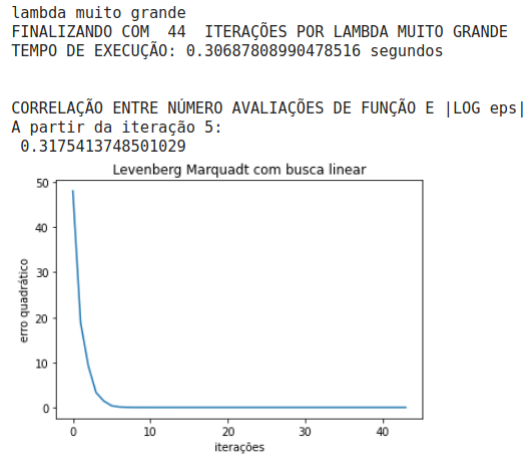 lambda muito grande
FINALIZANDO COM  44  ITERAÇÕES POR LAMBDA MUITO GRANDE
TEMPO DE EXECUÇÃO: 0.30687808990478516 segundos
CORRELAÇÃO ENTRE NÚMERO AVALIAÇÕES DE FUNÇÃO E |LOG eps|
A partir da iteração 5:
0.3175413748501029
Levenberg Marquadt com busca linear
50
40
30
20
10
0
erro quadrático
0 10 20 30 40
iterações